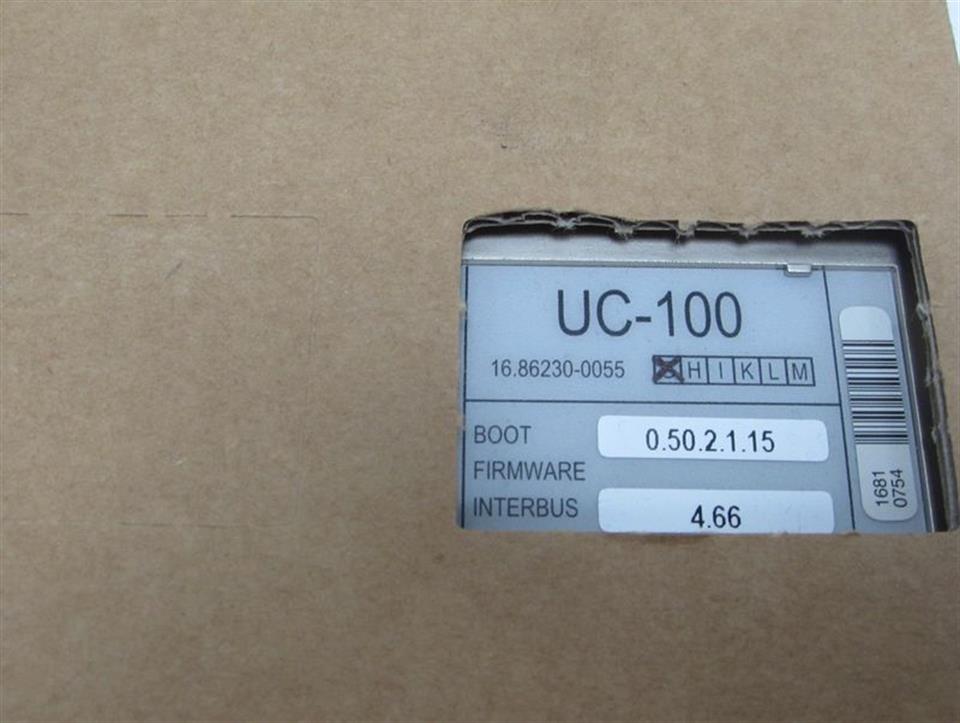 UC-100
16.86230-0055 H I K L M
BOOT 0.50.2.1.15
FIRMWARE
INTERBUS 4.66
1681
0754